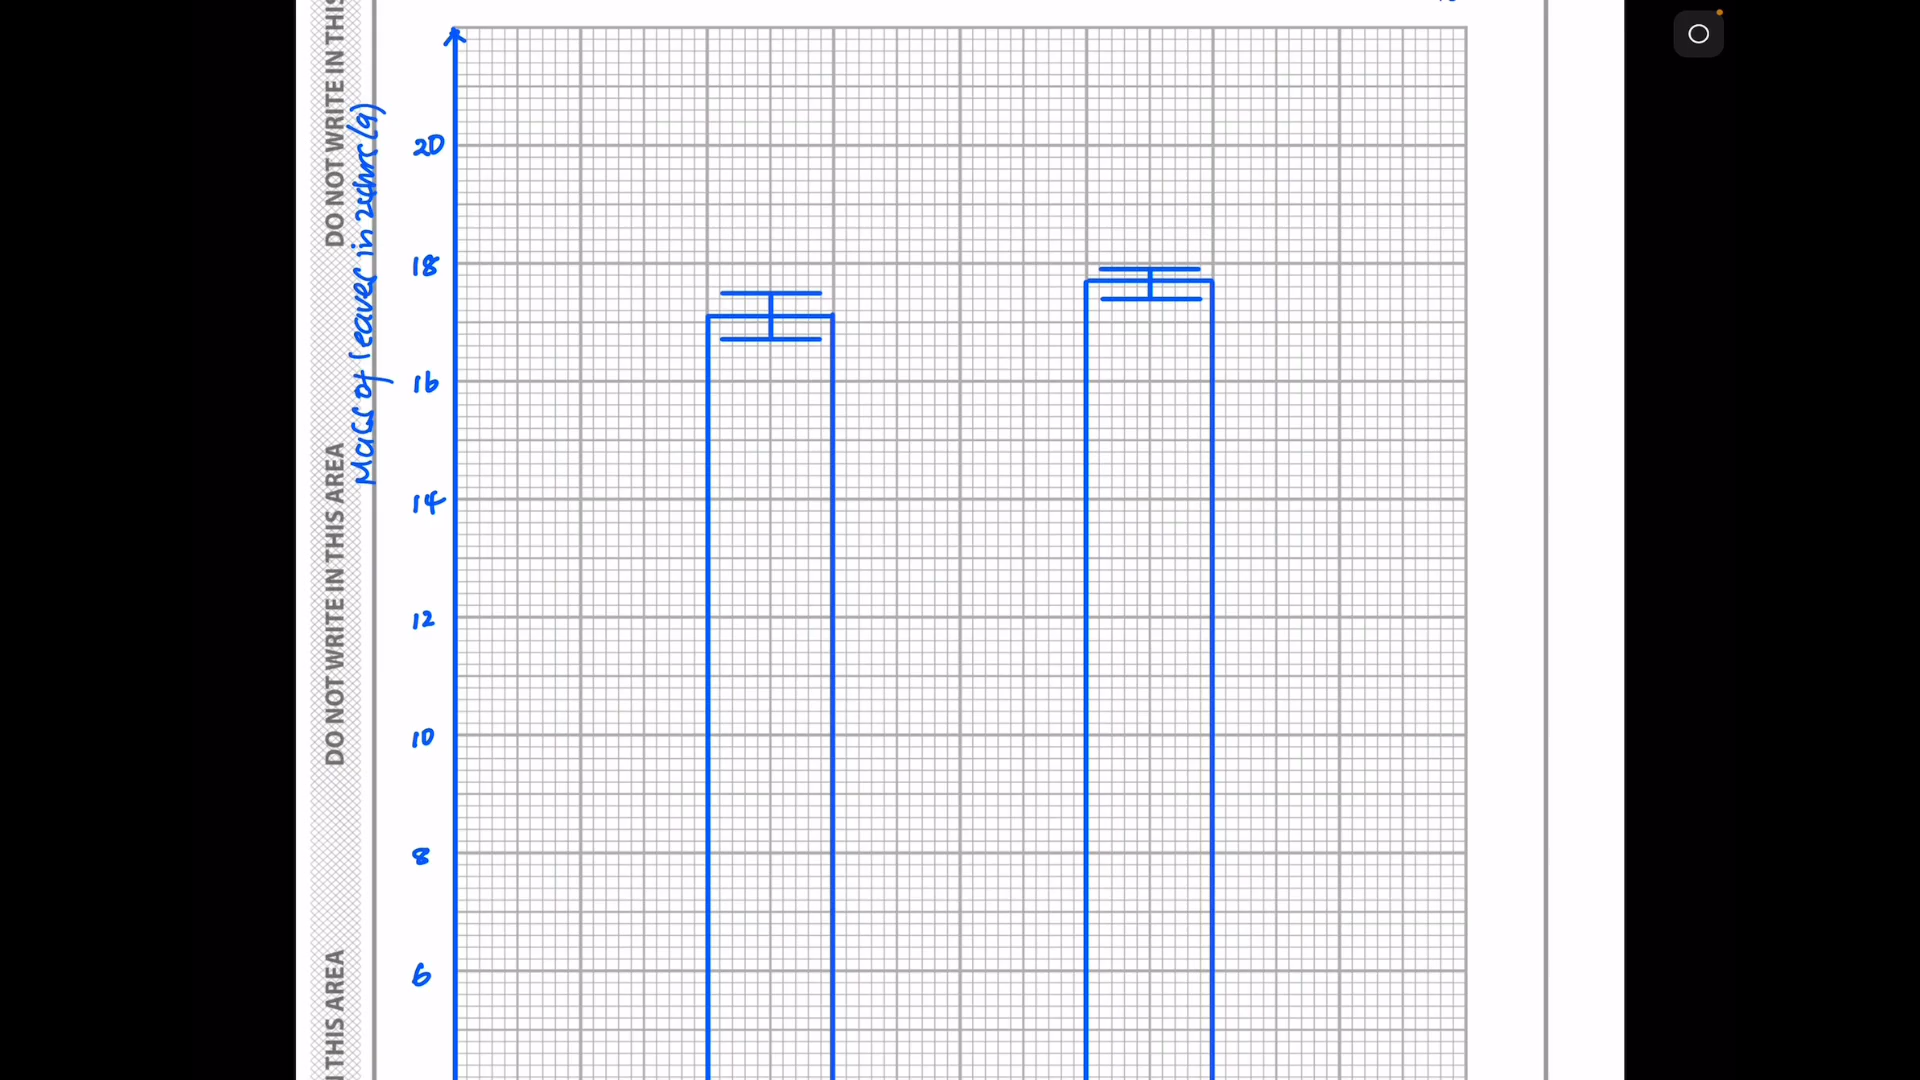 DO NOT WRITE IN THIS
DO NOT WRITE IN THIS AREA
THIS AREA
Mass of leaves in 24hrs (g)
20
18
16
14
12
10
8
6